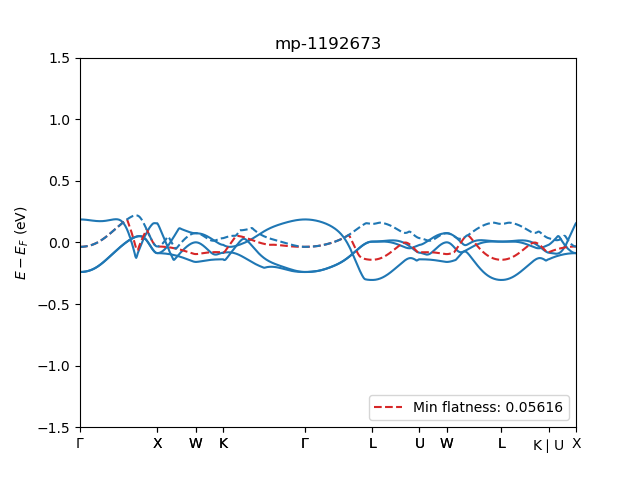 mp-1192673
E − E_F (eV)
1.5
1.0
0.5
0.0
−0.5
−1.0
−1.5
Min flatness: 0.05616
Γ X W K Γ L U W L K | U X